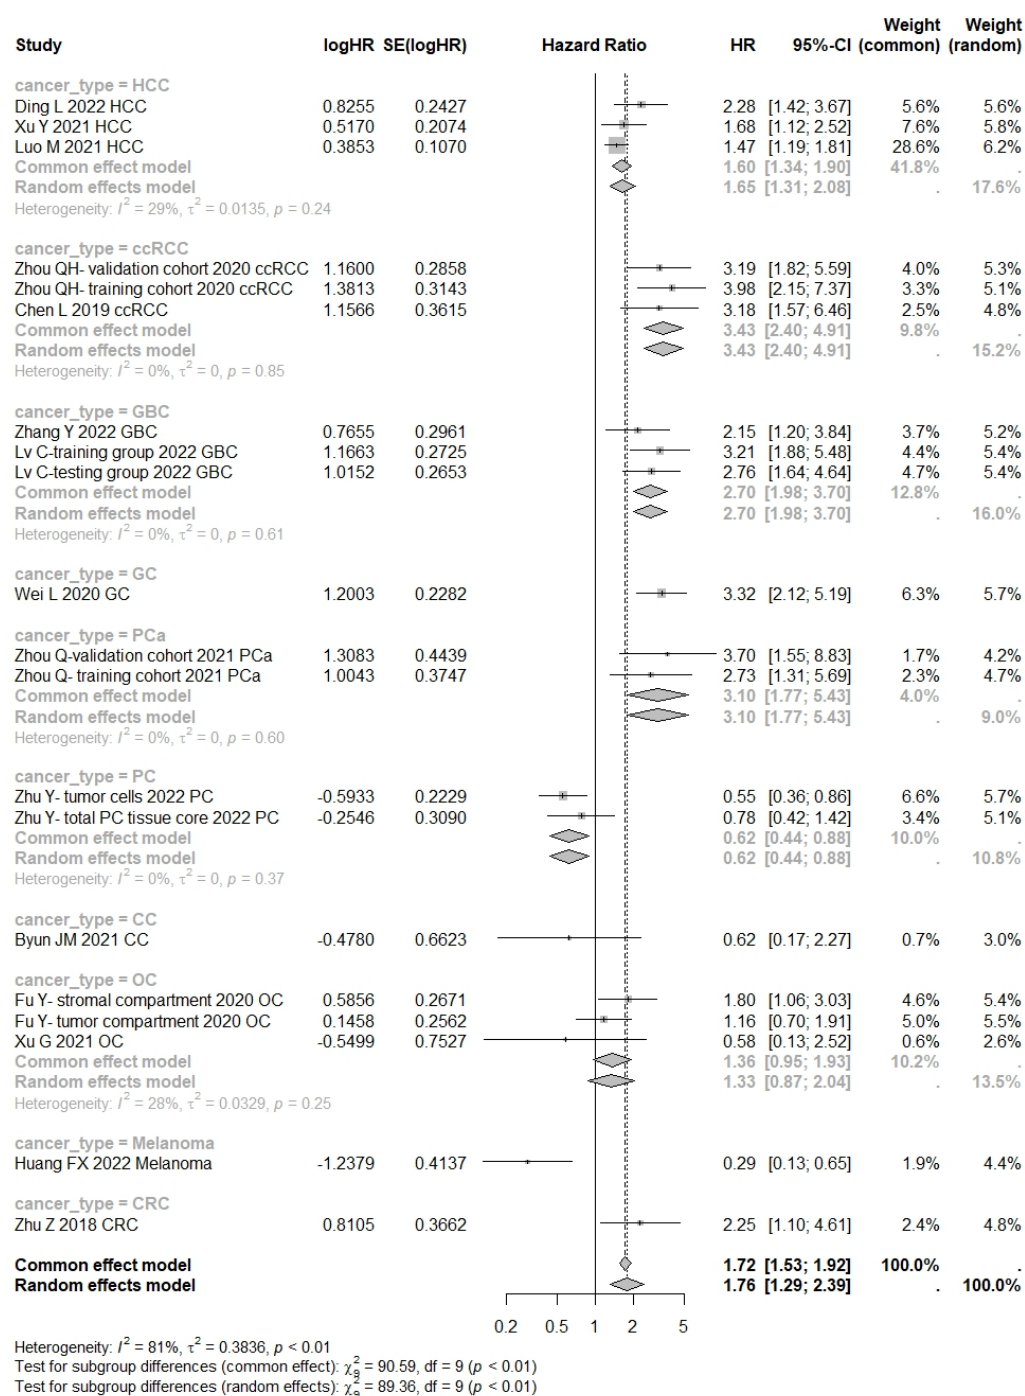 Weight Weight
Study logHR SE(logHR) Hazard Ratio HR 95%-CI (common) (random)
cancer_type = HCC
Ding L 2022 HCC 0.8255 0.2427 2.28 [1.42; 3.67] 5.6% 5.6%
Xu Y 2021 HCC 0.5170 0.2074 1.68 [1.12; 2.52] 7.6% 5.8%
Luo M 2021 HCC 0.3853 0.1070 1.47 [1.19; 1.81] 28.6% 6.2%
Common effect model 1.60 [1.34; 1.90] 41.8% .
Random effects model 1.65 [1.31; 2.08] . 17.6%
Heterogeneity: I² = 29%, τ² = 0.0135, p = 0.24
cancer_type = ccRCC
Zhou QH- validation cohort 2020 ccRCC 1.1600 0.2858 3.19 [1.82; 5.59] 4.0% 5.3%
Zhou QH- training cohort 2020 ccRCC 1.3813 0.3143 3.98 [2.15; 7.37] 3.3% 5.1%
Chen L 2019 ccRCC 1.1566 0.3615 3.18 [1.57; 6.46] 2.5% 4.8%
Common effect model 3.43 [2.40; 4.91] 9.8% .
Random effects model 3.43 [2.40; 4.91] . 15.2%
Heterogeneity: I² = 0%, τ² = 0, p = 0.85
cancer_type = GBC
Zhang Y 2022 GBC 0.7655 0.2961 2.15 [1.20; 3.84] 3.7% 5.2%
Lv C-training group 2022 GBC 1.1663 0.2725 3.21 [1.88; 5.48] 4.4% 5.4%
Lv C-testing group 2022 GBC 1.0152 0.2653 2.76 [1.64; 4.64] 4.7% 5.4%
Common effect model 2.70 [1.98; 3.70] 12.8% .
Random effects model 2.70 [1.98; 3.70] . 16.0%
Heterogeneity: I² = 0%, τ² = 0, p = 0.61
cancer_type = GC
Wei L 2020 GC 1.2003 0.2282 3.32 [2.12; 5.19] 6.3% 5.7%
cancer_type = PCa
Zhou Q-validation cohort 2021 PCa 1.3083 0.4439 3.70 [1.55; 8.83] 1.7% 4.2%
Zhou Q- training cohort 2021 PCa 1.0043 0.3747 2.73 [1.31; 5.69] 2.3% 4.7%
Common effect model 3.10 [1.77; 5.43] 4.0% .
Random effects model 3.10 [1.77; 5.43] . 9.0%
Heterogeneity: I² = 0%, τ² = 0, p = 0.60
cancer_type = PC
Zhu Y- tumor cells 2022 PC -0.5933 0.2229 0.55 [0.36; 0.86] 6.6% 5.7%
Zhu Y- total PC tissue core 2022 PC -0.2546 0.3090 0.78 [0.42; 1.42] 3.4% 5.1%
Common effect model 0.62 [0.44; 0.88] 10.0% .
Random effects model 0.62 [0.44; 0.88] . 10.8%
Heterogeneity: I² = 0%, τ² = 0, p = 0.37
cancer_type = CC
Byun JM 2021 CC -0.4780 0.6623 0.62 [0.17; 2.27] 0.7% 3.0%
cancer_type = OC
Fu Y- stromal compartment 2020 OC 0.5856 0.2671 1.80 [1.06; 3.03] 4.6% 5.4%
Fu Y- tumor compartment 2020 OC 0.1458 0.2562 1.16 [0.70; 1.91] 5.0% 5.5%
Xu G 2021 OC -0.5499 0.7527 0.58 [0.13; 2.52] 0.6% 2.6%
Common effect model 1.36 [0.95; 1.93] 10.2% .
Random effects model 1.33 [0.87; 2.04] . 13.5%
Heterogeneity: I² = 28%, τ² = 0.0329, p = 0.25
cancer_type = Melanoma
Huang FX 2022 Melanoma -1.2379 0.4137 0.29 [0.13; 0.65] 1.9% 4.4%
cancer_type = CRC
Zhu Z 2018 CRC 0.8105 0.3662 2.25 [1.10; 4.61] 2.4% 4.8%
Common effect model 1.72 [1.53; 1.92] 100.0% .
Random effects model 1.76 [1.29; 2.39] . 100.0%
0.2 0.5 1 2 5
Heterogeneity: I² = 81%, τ² = 0.3836, p < 0.01
Test for subgroup differences (common effect): χ²₉ = 90.59, df = 9 (p < 0.01)
Test for subgroup differences (random effects): χ²₉ = 89.36, df = 9 (p < 0.01)